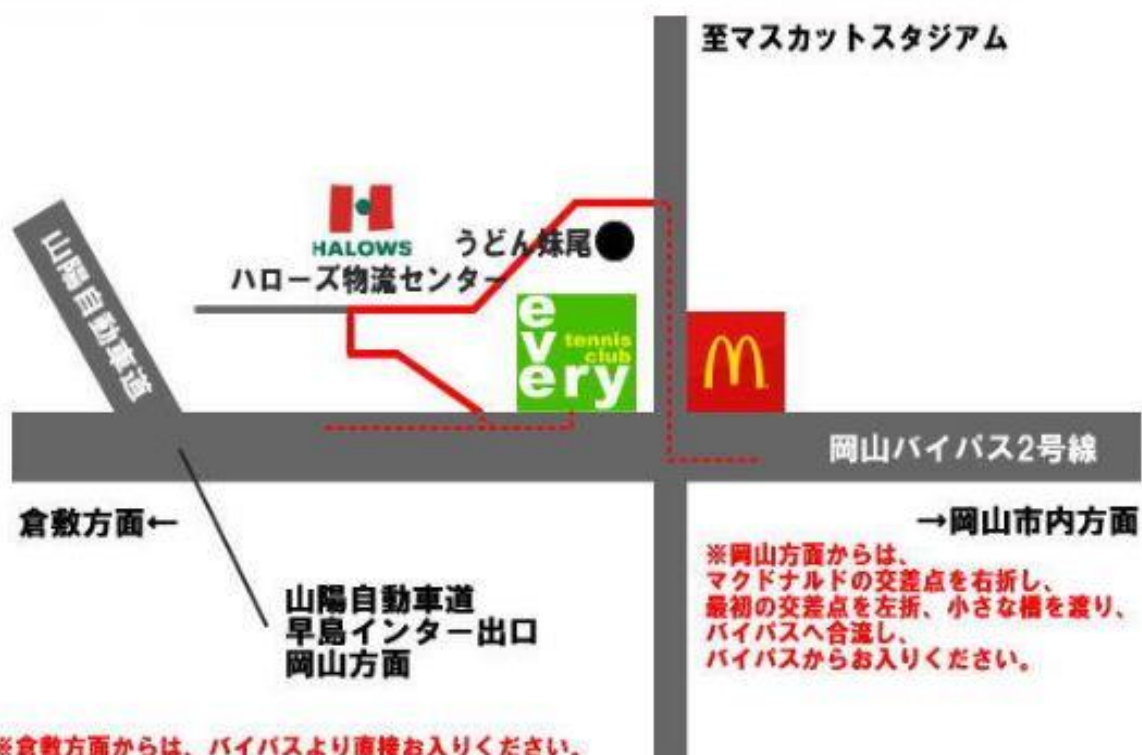 至マスカットスタジアム
山陽自動車道
HALOWS
ハローズ物流センター
うどん妹尾
every
tennis
club
岡山バイパス2号線
倉敷方面←
→岡山市内方面
山陽自動車道
早島インター出口
岡山方面
※岡山方面からは、
マクドナルドの交差点を右折し、
最初の交差点を左折、小さな橋を渡り、
バイパスへ合流し、
バイパスからお入りください。
※倉敷方面からは、バイパスより直接お入りください。